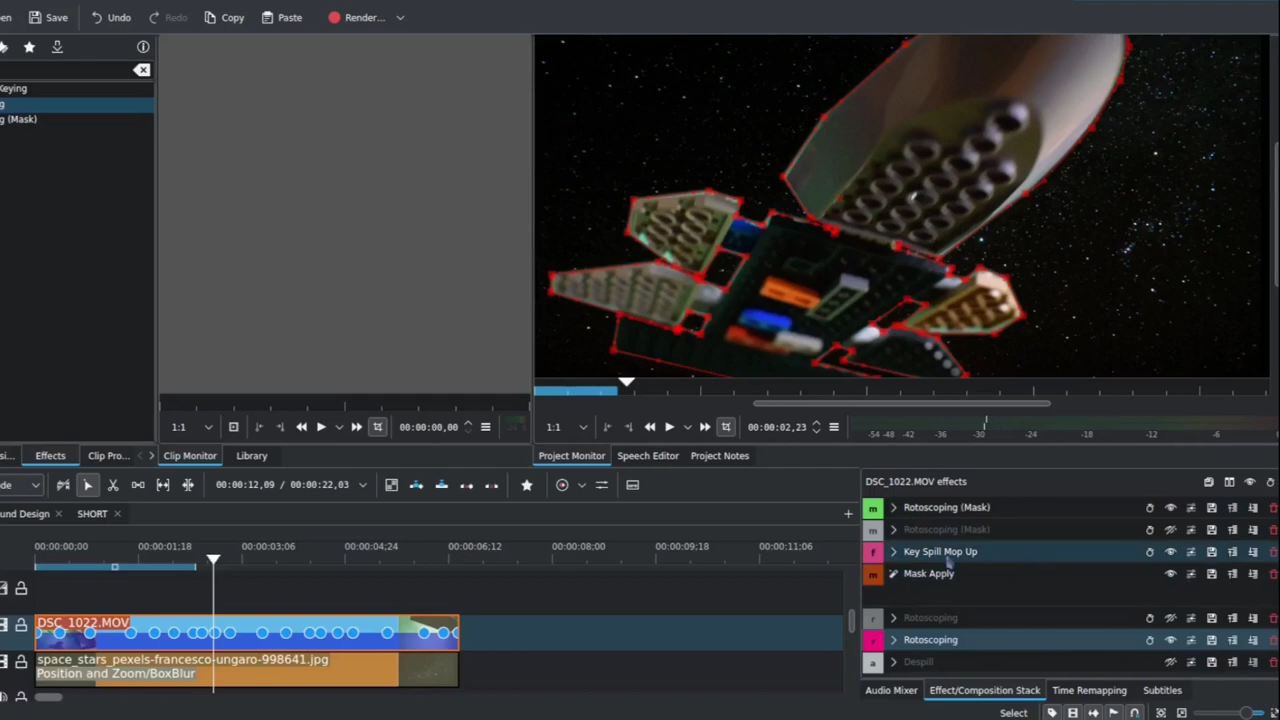 en Save Undo Redo Copy Paste Render...
Keying
g
g (Mask)
1:1 00:00:00,00
1:1 00:00:02,23
-54 -48 -42 -36 -30 -24 -18 -12 -6
Effects Clip Pro... Clip Monitor Library
Project Monitor Speech Editor Project Notes
de 00:00:12,09 / 00:00:22,03
und Design SHORT
00:00:00,00 00:00:01,18 00:00:03,06 00:00:04,24 00:00:06,12 00:00:08,00 00:00:09,18 00:00:11,06
DSC_1022.MOV
space_stars_pexels-francesco-ungaro-998641.jpg
Position and Zoom/BoxBlur
DSC_1022.MOV effects
m Rotoscoping (Mask)
m Rotoscoping (Mask)
f Key Spill Mop Up
m Mask Apply
r Rotoscoping
r Rotoscoping
a Despill
Audio Mixer Effect/Composition Stack Time Remapping Subtitles
Select